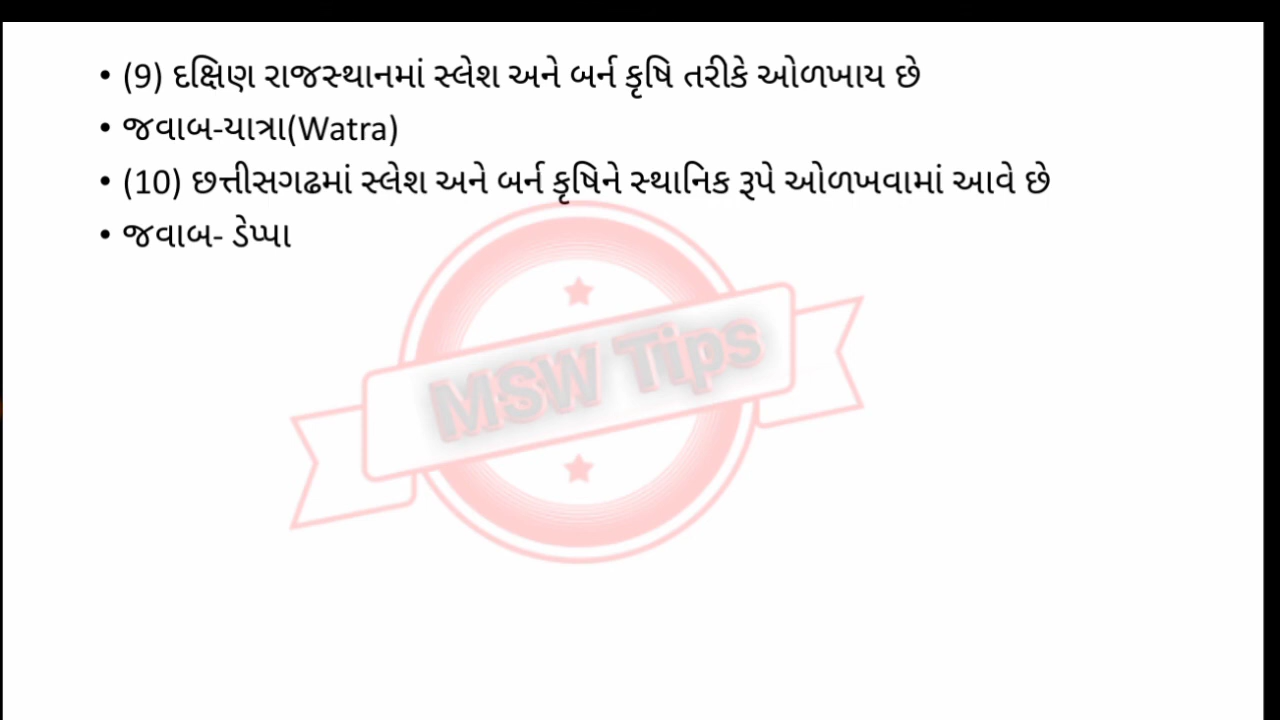 • (9) દક્ષિણ રાજસ્થાનમાં સ્લેશ અને બર્ન કૃષિ તરીકે ઓળખાય છે
• જવાબ-યાત્રા(Watra)
• (10) છત્તીસગઢમાં સ્લેશ અને બર્ન કૃષિને સ્થાનિક રૂપે ઓળખવામાં આવે છે
• જવાબ- ડેપ્પા
MSW Tips